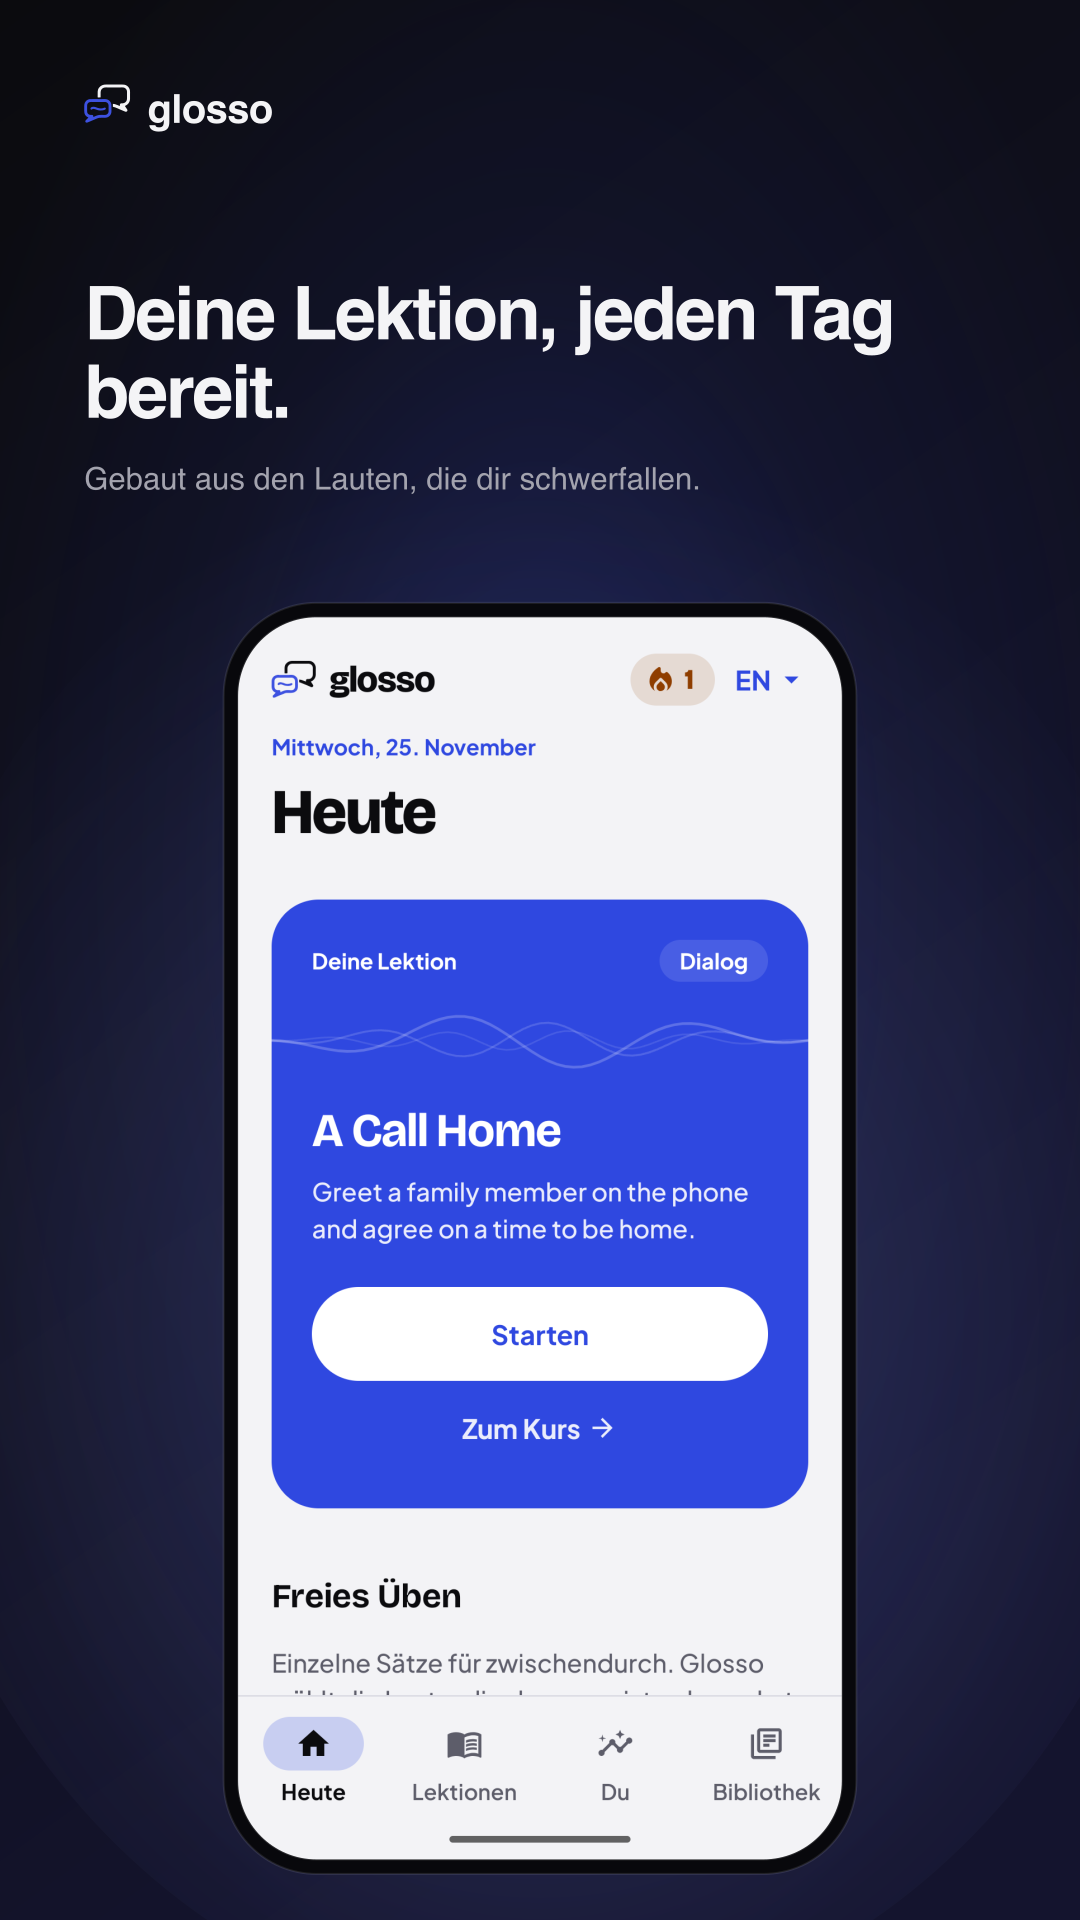 glosso
Deine Lektion, jeden Tag
bereit.
Gebaut aus den Lauten, die dir schwerfallen.
glosso
1
EN
Mittwoch, 25. November
Heute
Deine Lektion
Dialog
A Call Home
Greet a family member on the phone
and agree on a time to be home.
Starten
Zum Kurs →
Freies Üben
Einzelne Sätze für zwischendurch. Glosso
Heute
Lektionen
Du
Bibliothek